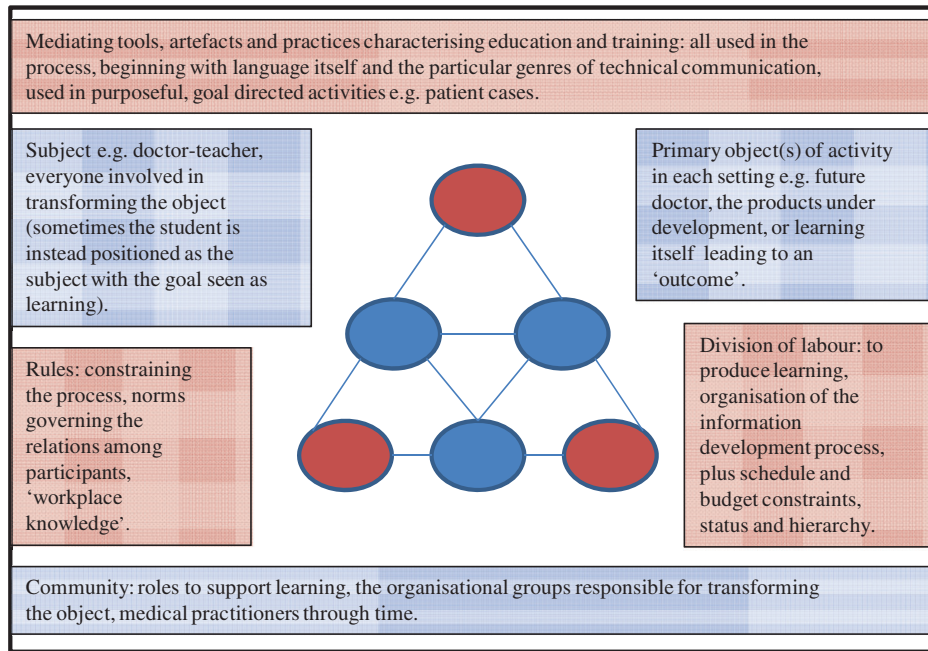 Mediating tools, artefacts and practices characterising education and training: all used in the
process, beginning with language itself and the particular genres of technical communication,
used in purposeful, goal directed activities e.g. patient cases.
Subject e.g. doctor-teacher,
everyone involved in
transforming the object
(sometimes the student is
instead positioned as the
subject with the goal seen as
learning).
Primary object(s) of activity
in each setting e.g. future
doctor, the products under
development, or learning
itself leading to an
‘outcome’.
Rules: constraining
the process, norms
governing the
relations among
participants,
‘workplace
knowledge’.
Division of labour: to
produce learning,
organisation of the
information
development process,
plus schedule and
budget constraints,
status and hierarchy.
Community: roles to support learning, the organisational groups responsible for transforming
the object, medical practitioners through time.